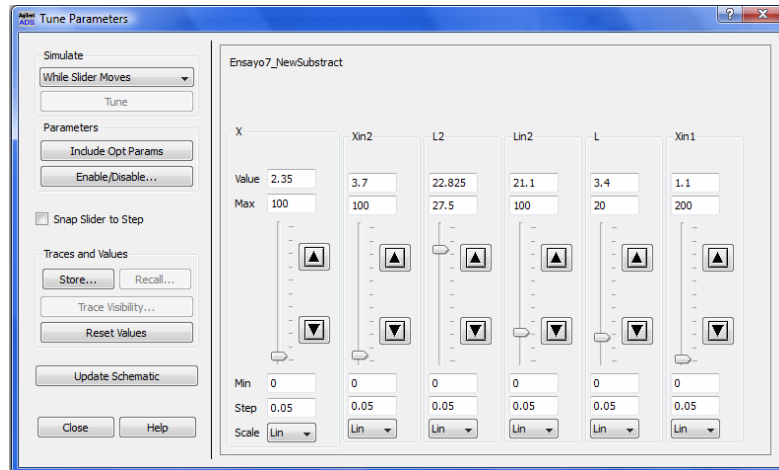 Agilent ADS Tune Parameters
Simulate
While Slider Moves
Tune
Parameters
Include Opt Params
Enable/Disable...
Snap Slider to Step
Traces and Values
Store... Recall...
Trace Visibility...
Reset Values
Update Schematic
Close Help
Ensayo7_NewSubstract
X Xin2 L2 Lin2 L Xin1
Value 2.35 3.7 22.825 21.1 3.4 1.1
Max 100 100 27.5 100 20 200
Min 0 0 0 0 0 0
Step 0.05 0.05 0.05 0.05 0.05 0.05
Scale Lin Lin Lin Lin Lin Lin